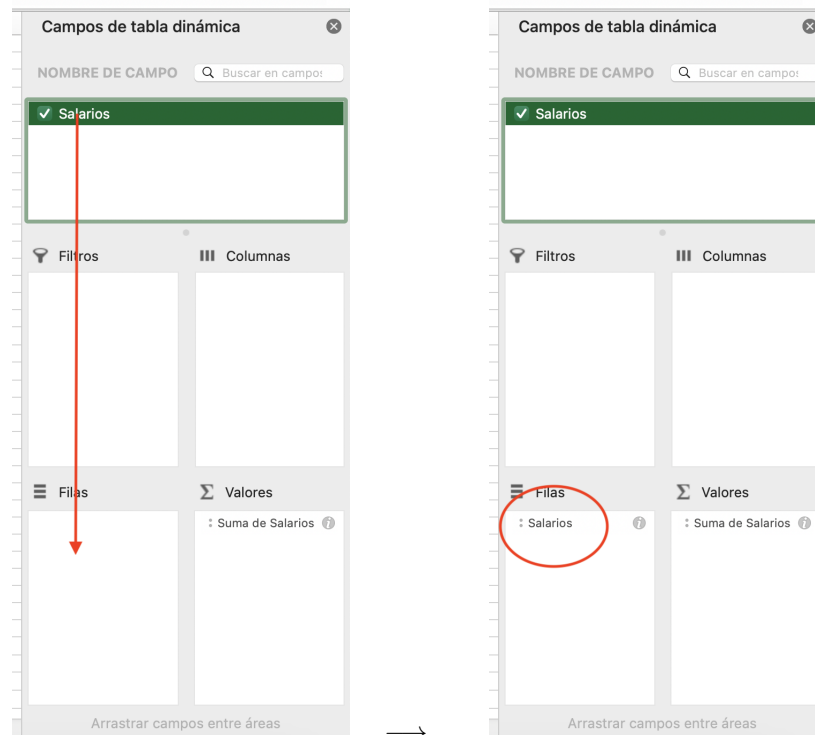 Campos de tabla dinámica
NOMBRE DE CAMPO
Buscar en campos
Salarios
Filtros
Columnas
Filas
Valores
Suma de Salarios
Arrastrar campos entre áreas
Campos de tabla dinámica
NOMBRE DE CAMPO
Buscar en campos
Salarios
Filtros
Columnas
Filas
Valores
Salarios
Suma de Salarios
Arrastrar campos entre áreas